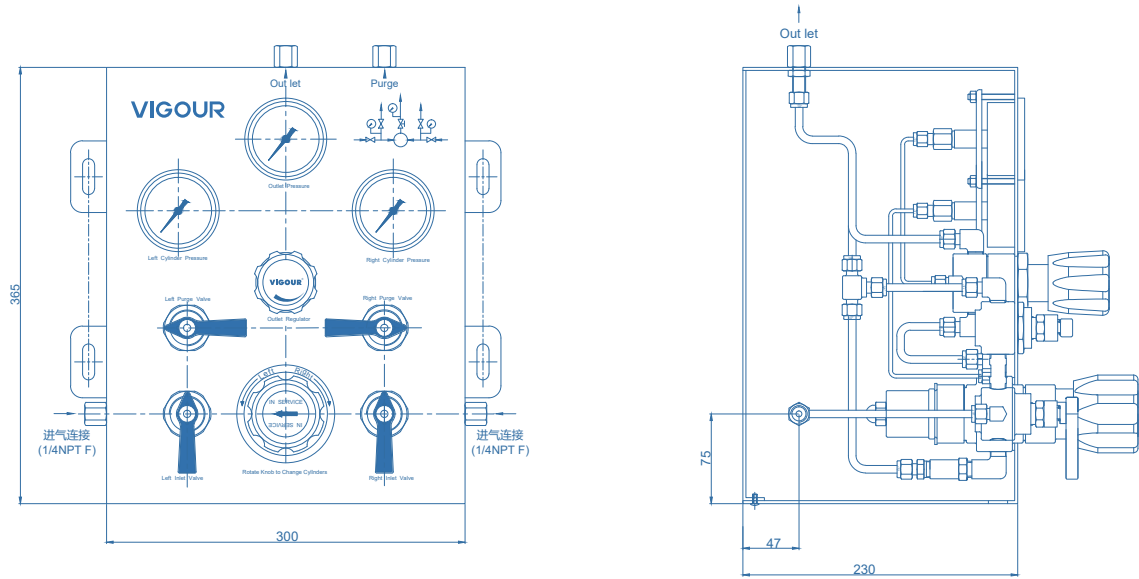 Out let
Purge
VIGOUR
Outlet Pressure
Left Cylinder Pressure
Right Cylinder Pressure
VIGOUR
Left Purge Valve
Right Purge Valve
Outlet Regulator
Left
Right
IN SERVICE
IN SERVICE
进气连接
(1/4NPT F)
进气连接
(1/4NPT F)
Left Inlet Valve
Rotate Knob to Change Cylinders
Right Inlet Valve
365
300
Out let
75
47
230